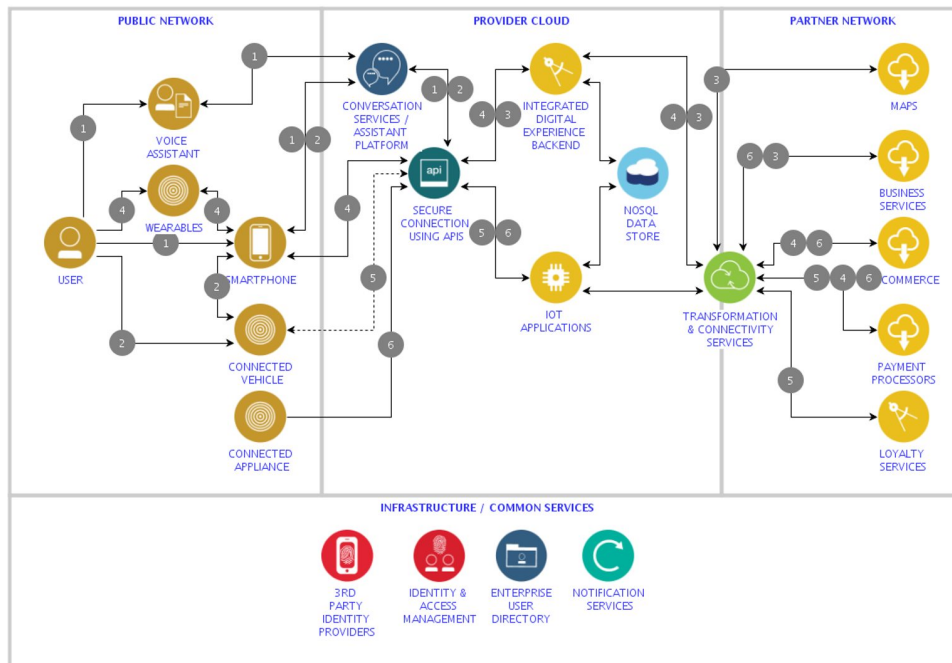 PUBLIC NETWORK
PROVIDER CLOUD
PARTNER NETWORK
1
VOICE
ASSISTANT
1
CONVERSATION
SERVICES /
ASSISTANT
PLATFORM
1 2
1 2
INTEGRATED
DIGITAL
EXPERIENCE
BACKEND
4 3
4 3
3
MAPS
4
WEARABLES
4
USER
1
SMARTPHONE
4
api
SECURE
CONNECTION
USING APIS
NOSQL
DATA
STORE
6 3
BUSINESS
SERVICES
2
2
CONNECTED
VEHICLE
5
5 6
IOT
APPLICATIONS
TRANSFORMATION
& CONNECTIVITY
SERVICES
4 6
COMMERCE
5 4 6
PAYMENT
PROCESSORS
6
CONNECTED
APPLIANCE
5
LOYALTY
SERVICES
INFRASTRUCTURE / COMMON SERVICES
3RD
PARTY
IDENTITY
PROVIDERS
IDENTITY &
ACCESS
MANAGEMENT
ENTERPRISE
USER
DIRECTORY
NOTIFICATION
SERVICES